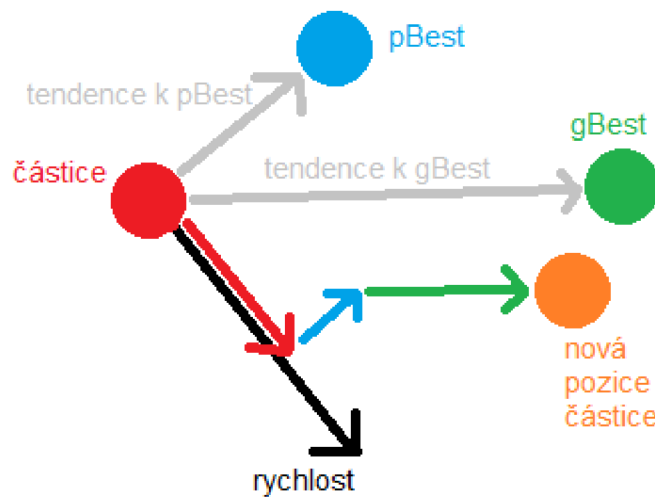 pBest
tendence k pBest
gBest
částice
tendence k gBest
nová
pozice
částice
rychlost